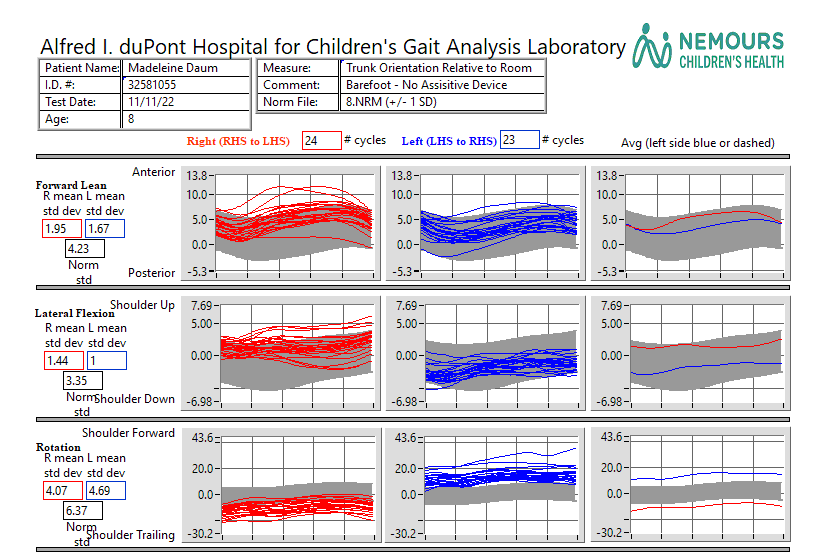 Alfred I. duPont Hospital for Children's Gait Analysis Laboratory
NEMOURS
CHILDREN'S HEALTH
Patient Name: Madeleine Daum
I.D. #: 32581055
Test Date: 11/11/22
Age: 8
Measure: Trunk Orientation Relative to Room
Comment: Barefoot - No Assisitive Device
Norm File: 8.NRM (+/- 1 SD)
Right (RHS to LHS) 24 # cycles Left (LHS to RHS) 23 # cycles Avg (left side blue or dashed)
Anterior
Forward Lean
R mean L mean
std dev std dev
1.95 1.67
4.23
Norm
std
Posterior
13.8 10.0 5.0 0.0 -5.3
13.8 10.0 5.0 0.0 -5.3
13.8 10.0 5.0 0.0 -5.3
Shoulder Up
Lateral Flexion
R mean L mean
std dev std dev
1.44 1
3.35
Norm
std
Shoulder Down
7.69 5.00 0.00 -6.98
7.69 5.00 0.00 -6.98
7.69 5.00 0.00 -6.98
Shoulder Forward
Rotation
R mean L mean
std dev std dev
4.07 4.69
6.37
Norm
std
Shoulder Trailing
43.6 20.0 0.0 -30.2
43.6 20.0 0.0 -30.2
43.6 20.0 0.0 -30.2